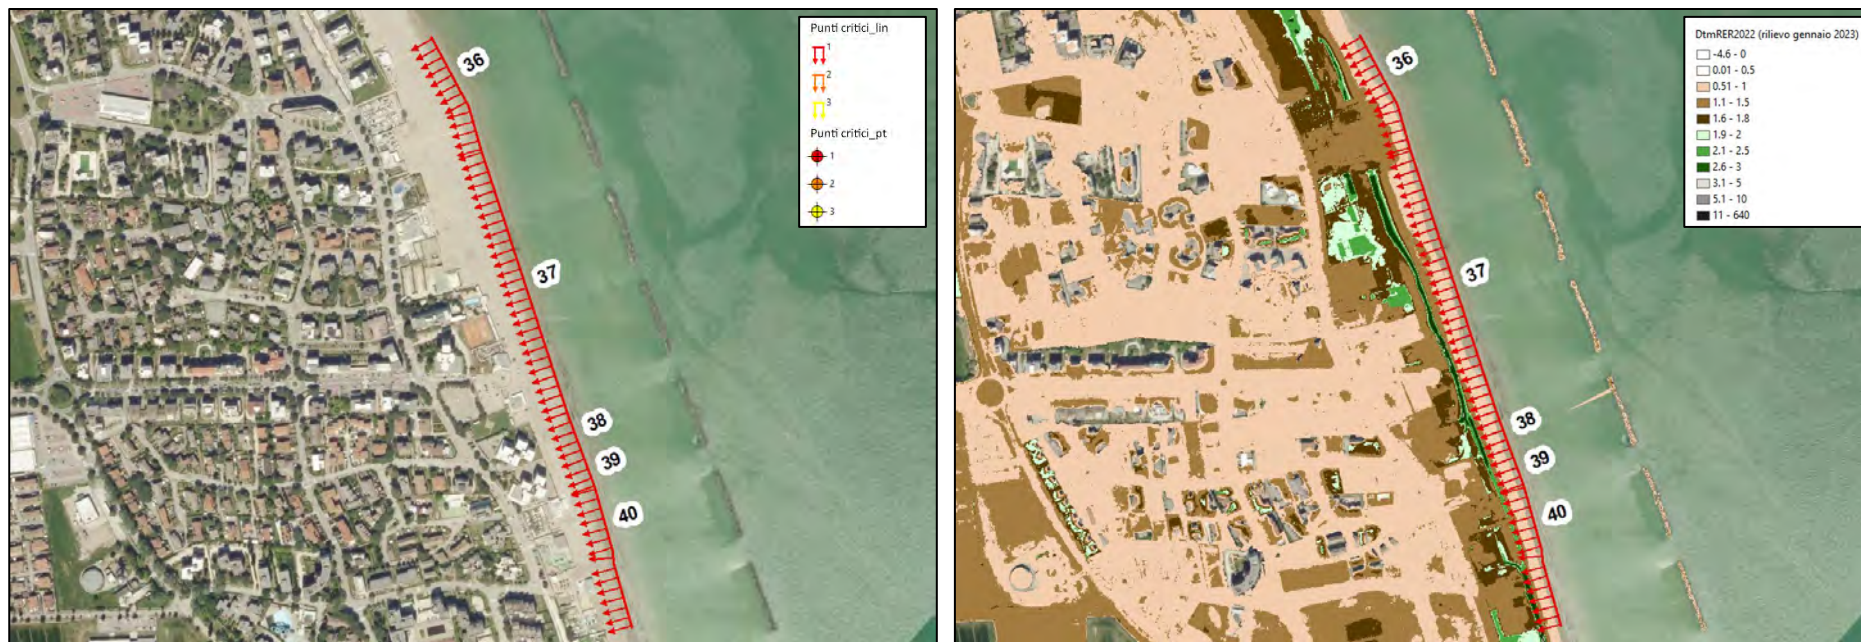 Punti critici_lin
1
2
3
Punti critici_pt
1
2
3
36
37
38
39
40
DtmRER2022 (rilievo gennaio 2023)
-4.6 - 0
0.01 - 0.5
0.51 - 1
1.1 - 1.5
1.6 - 1.8
1.9 - 2
2.1 - 2.5
2.6 - 3
3.1 - 5
5.1 - 10
11 - 640
36
37
38
39
40